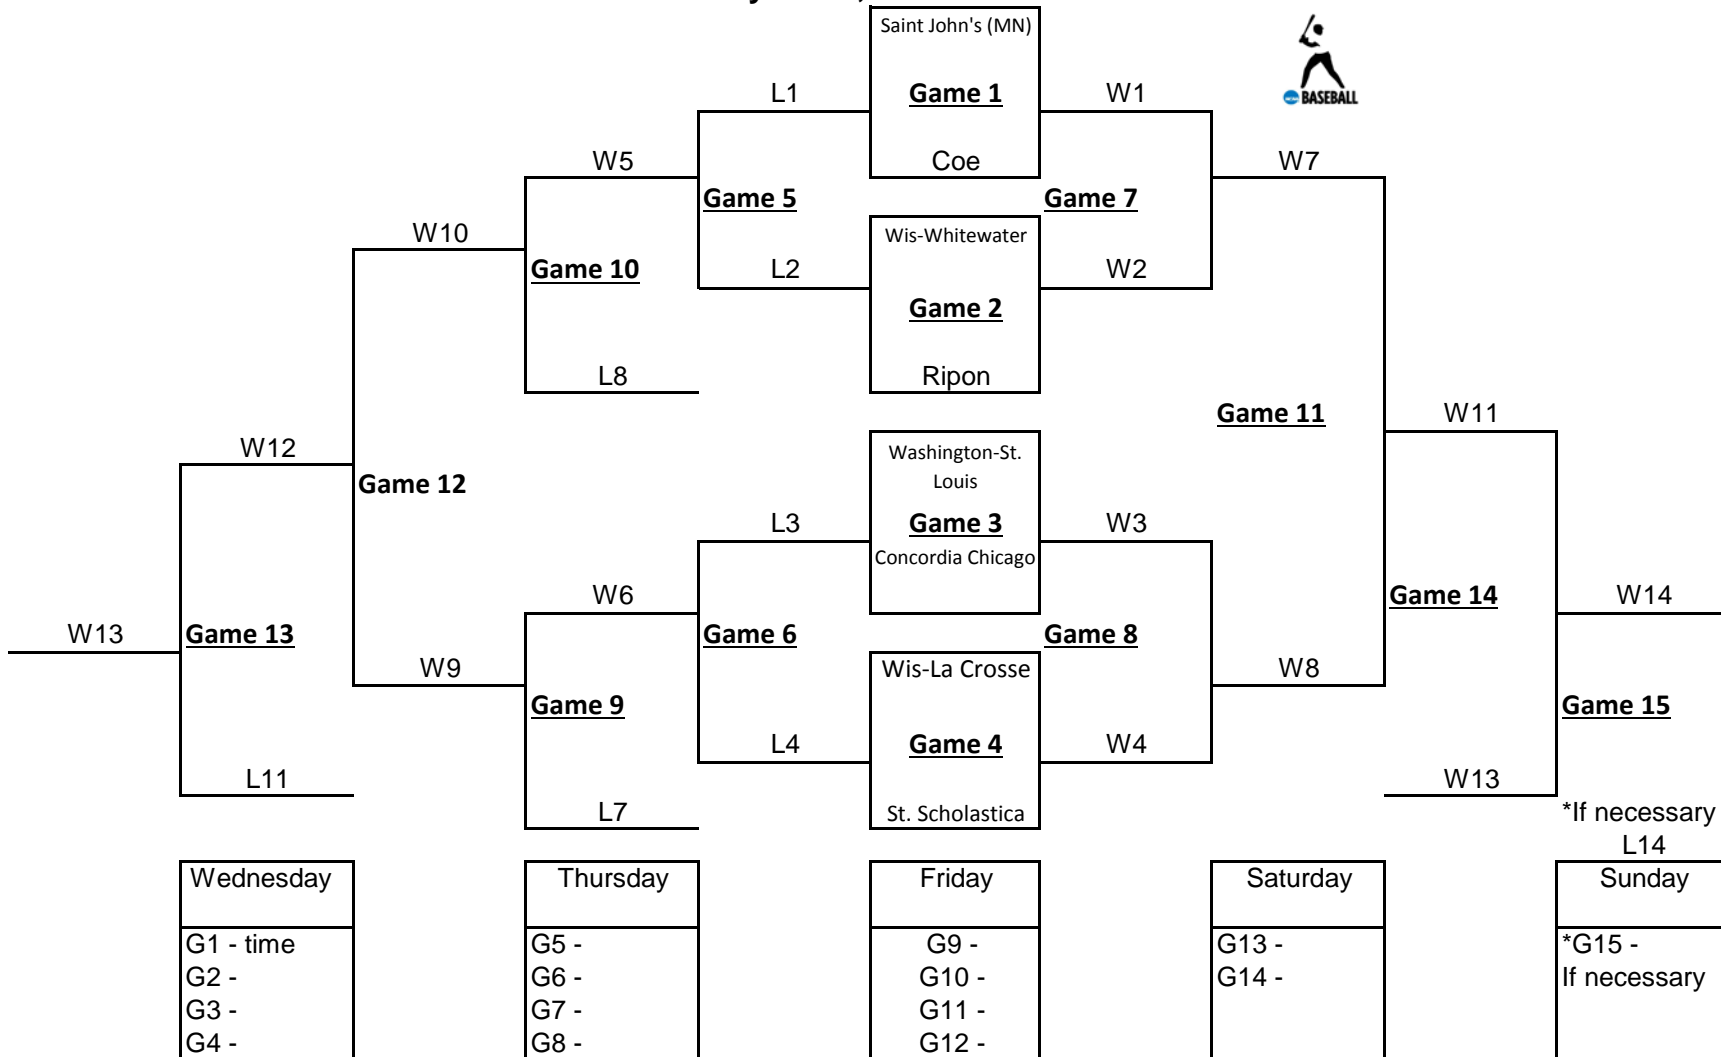 Saint John's (MN)
L1
Game 1
W1
BASEBALL
W5
Coe
W7
Game 5
Game 7
W10
Wis-Whitewater
Game 10
L2
W2
Game 2
L8
Ripon
Game 11
W11
W12
Washington-St.
Louis
Game 12
L3
Game 3
W3
Concordia Chicago
W6
Game 14
W14
W13
Game 13
Game 6
Game 8
W9
Wis-La Crosse
W8
Game 9
Game 15
L4
Game 4
W4
L11
W13
L7
St. Scholastica
*If necessary
L14
Wednesday
Thursday
Friday
Saturday
Sunday
G1 - time
G2 -
G3 -
G4 -
G5 -
G6 -
G7 -
G8 -
G9 -
G10 -
G11 -
G12 -
G13 -
G14 -
*G15 -
If necessary